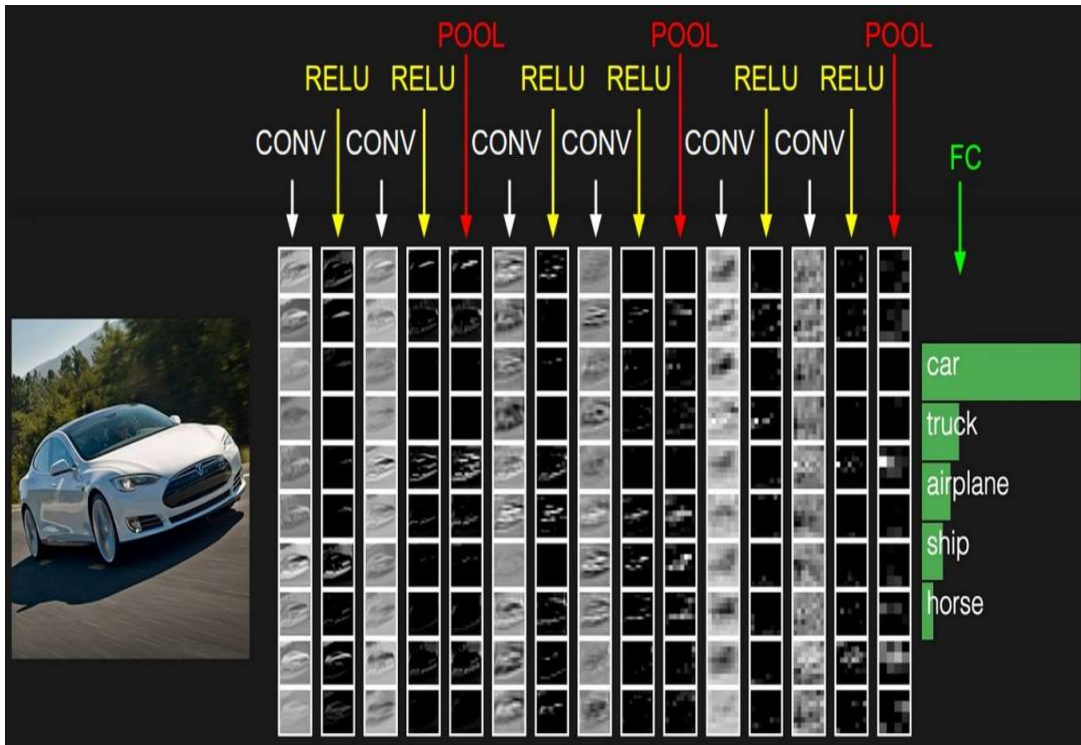 POOL POOL POOL
RELU RELU RELU RELU RELU RELU
CONV CONV CONV CONV CONV CONV
FC
car
truck
airplane
ship
horse